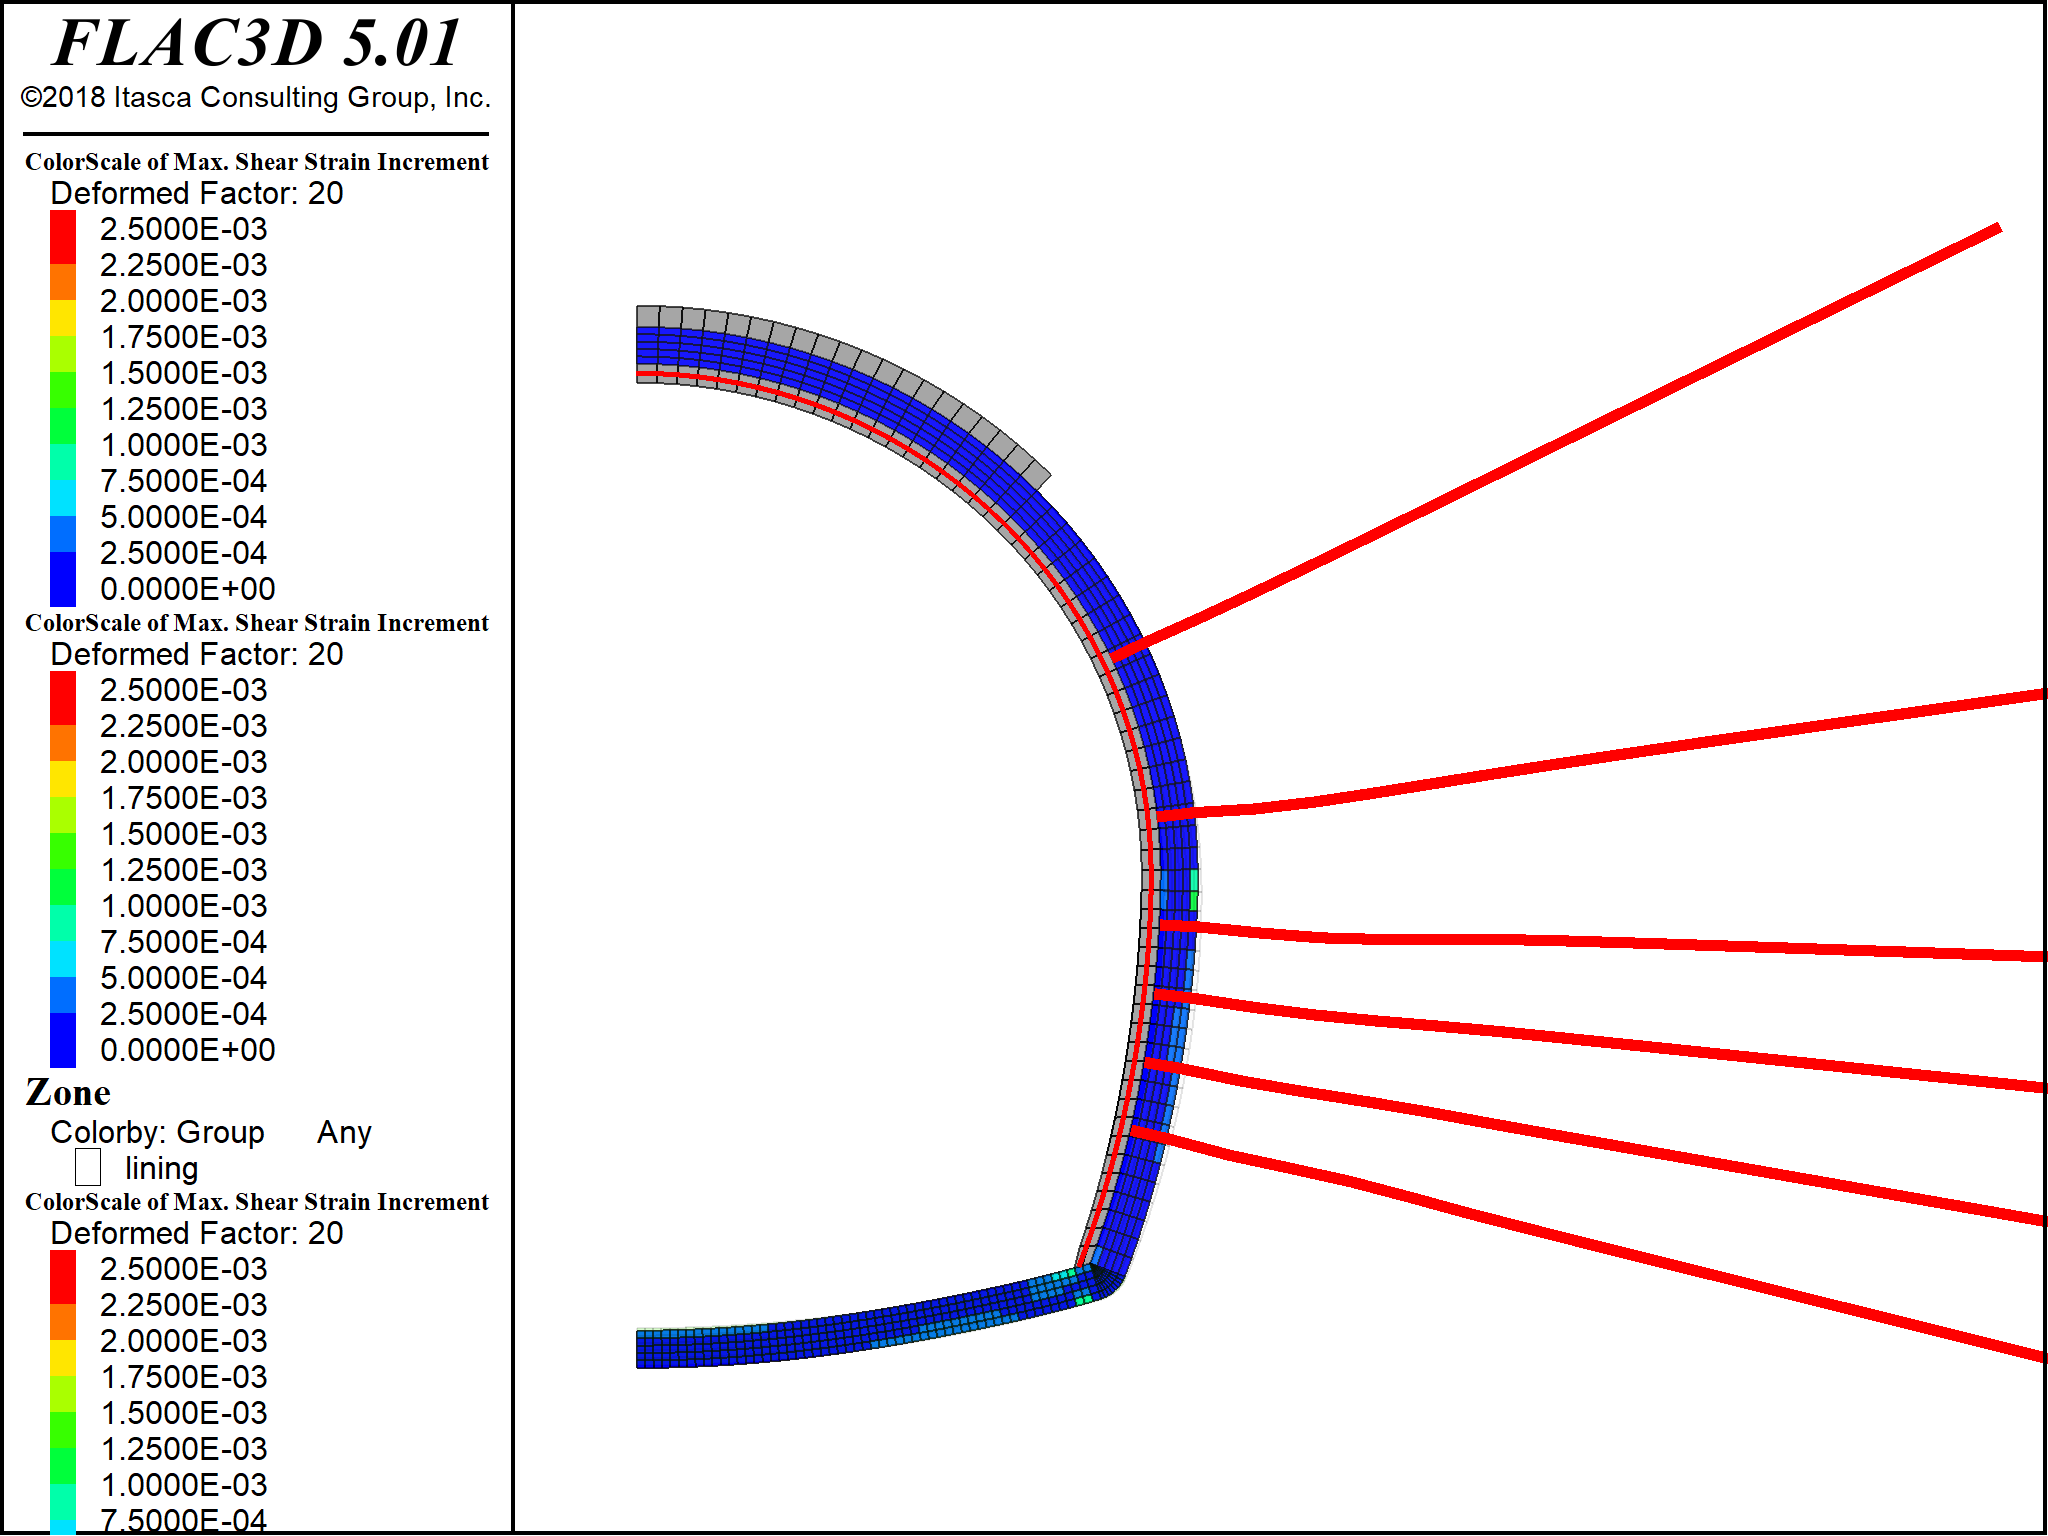 FLAC3D 5.01
©2018 Itasca Consulting Group, Inc.
ColorScale of Max. Shear Strain Increment
Deformed Factor: 20
2.5000E-03
2.2500E-03
2.0000E-03
1.7500E-03
1.5000E-03
1.2500E-03
1.0000E-03
7.5000E-04
5.0000E-04
2.5000E-04
0.0000E+00
ColorScale of Max. Shear Strain Increment
Deformed Factor: 20
2.5000E-03
2.2500E-03
2.0000E-03
1.7500E-03
1.5000E-03
1.2500E-03
1.0000E-03
7.5000E-04
5.0000E-04
2.5000E-04
0.0000E+00
Zone
Colorby: Group Any
lining
ColorScale of Max. Shear Strain Increment
Deformed Factor: 20
2.5000E-03
2.2500E-03
2.0000E-03
1.7500E-03
1.5000E-03
1.2500E-03
1.0000E-03
7.5000E-04